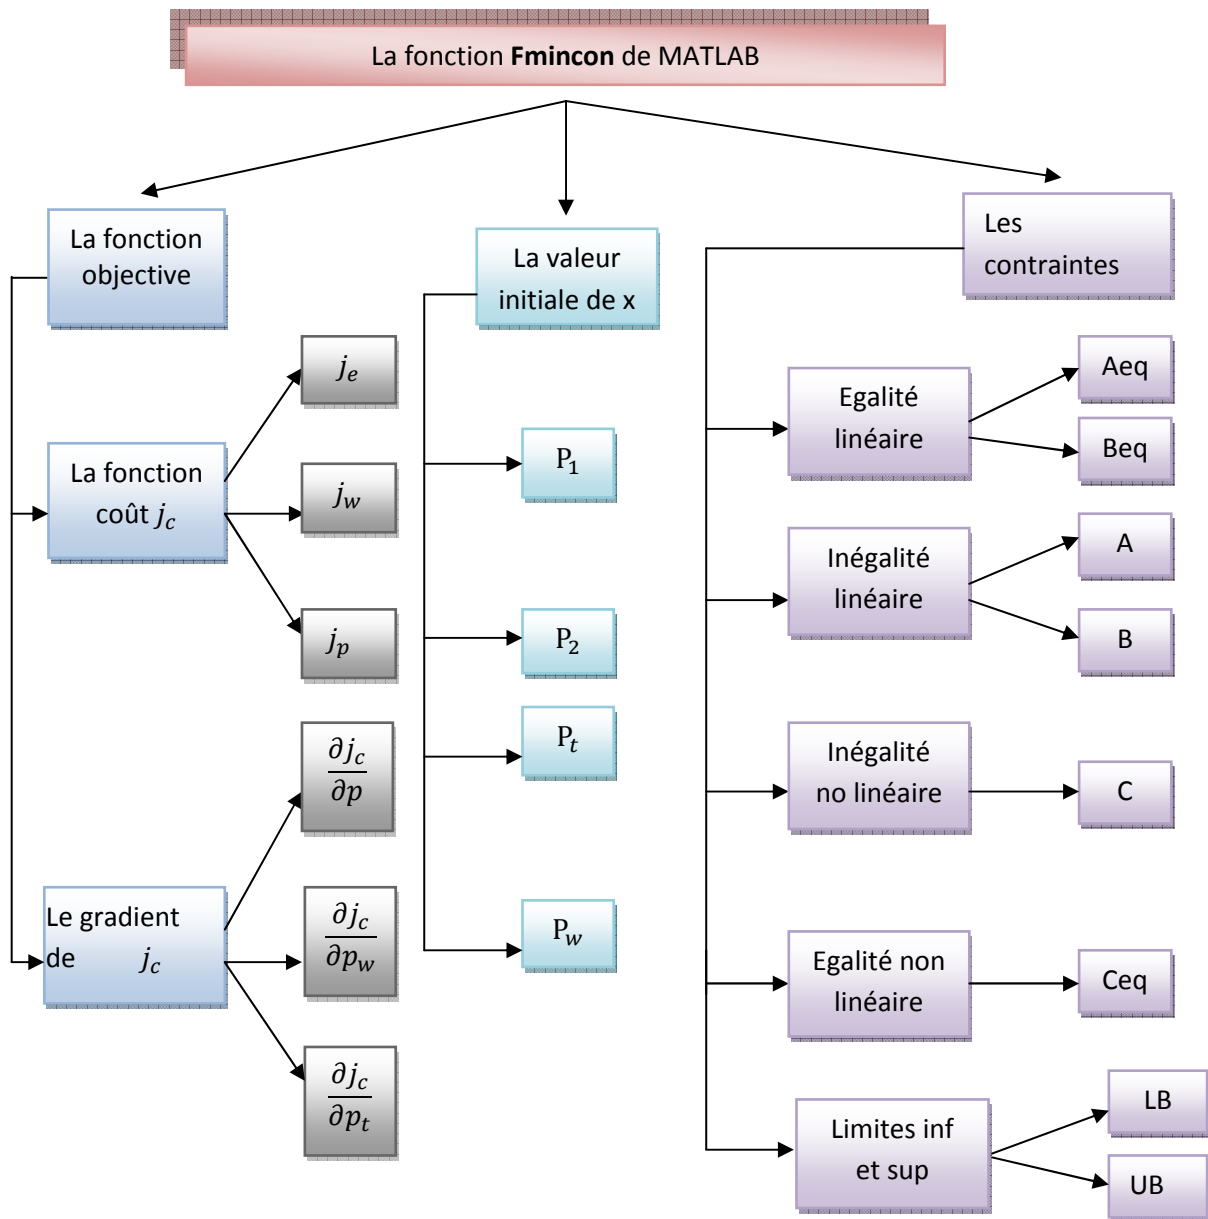 La fonction Fmincon de MATLAB
La fonction
objective
La fonction
coût j_c
Le gradient
de j_c
j_e
j_w
j_p
∂j_c
∂p
∂j_c
∂p_w
∂j_c
∂p_t
La valeur
initiale de x
P_1
P_2
P_t
P_w
Les
contraintes
Egalité
linéaire
Aeq
Beq
Inégalité
linéaire
A
B
Inégalité
no linéaire
C
Egalité non
linéaire
Ceq
Limites inf
et sup
LB
UB